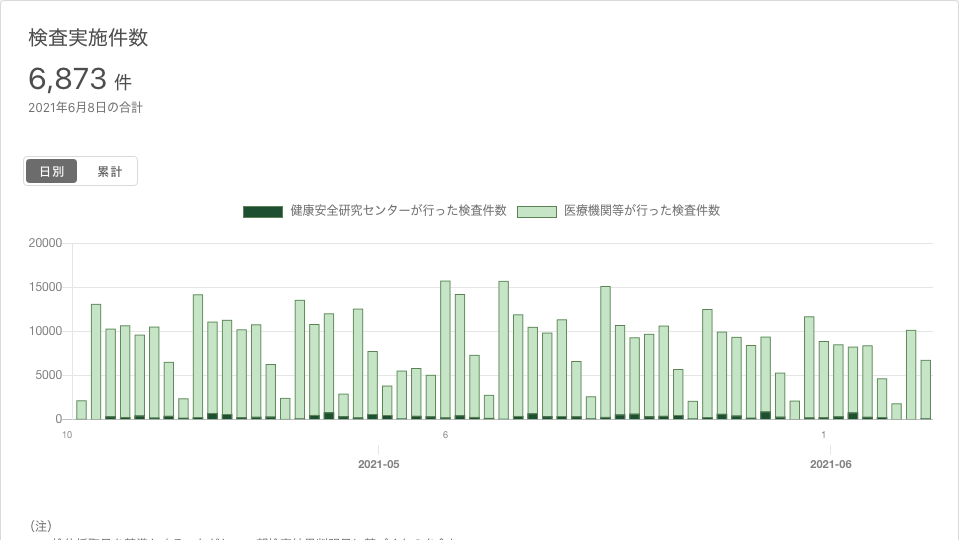 検査実施件数
6,873 件
2021年6月8日の合計
日別 累計
健康安全研究センターが行った検査件数 医療機関等が行った検査件数
20000
15000
10000
5000
0
10 6 1
2021-05 2021-06
（注）